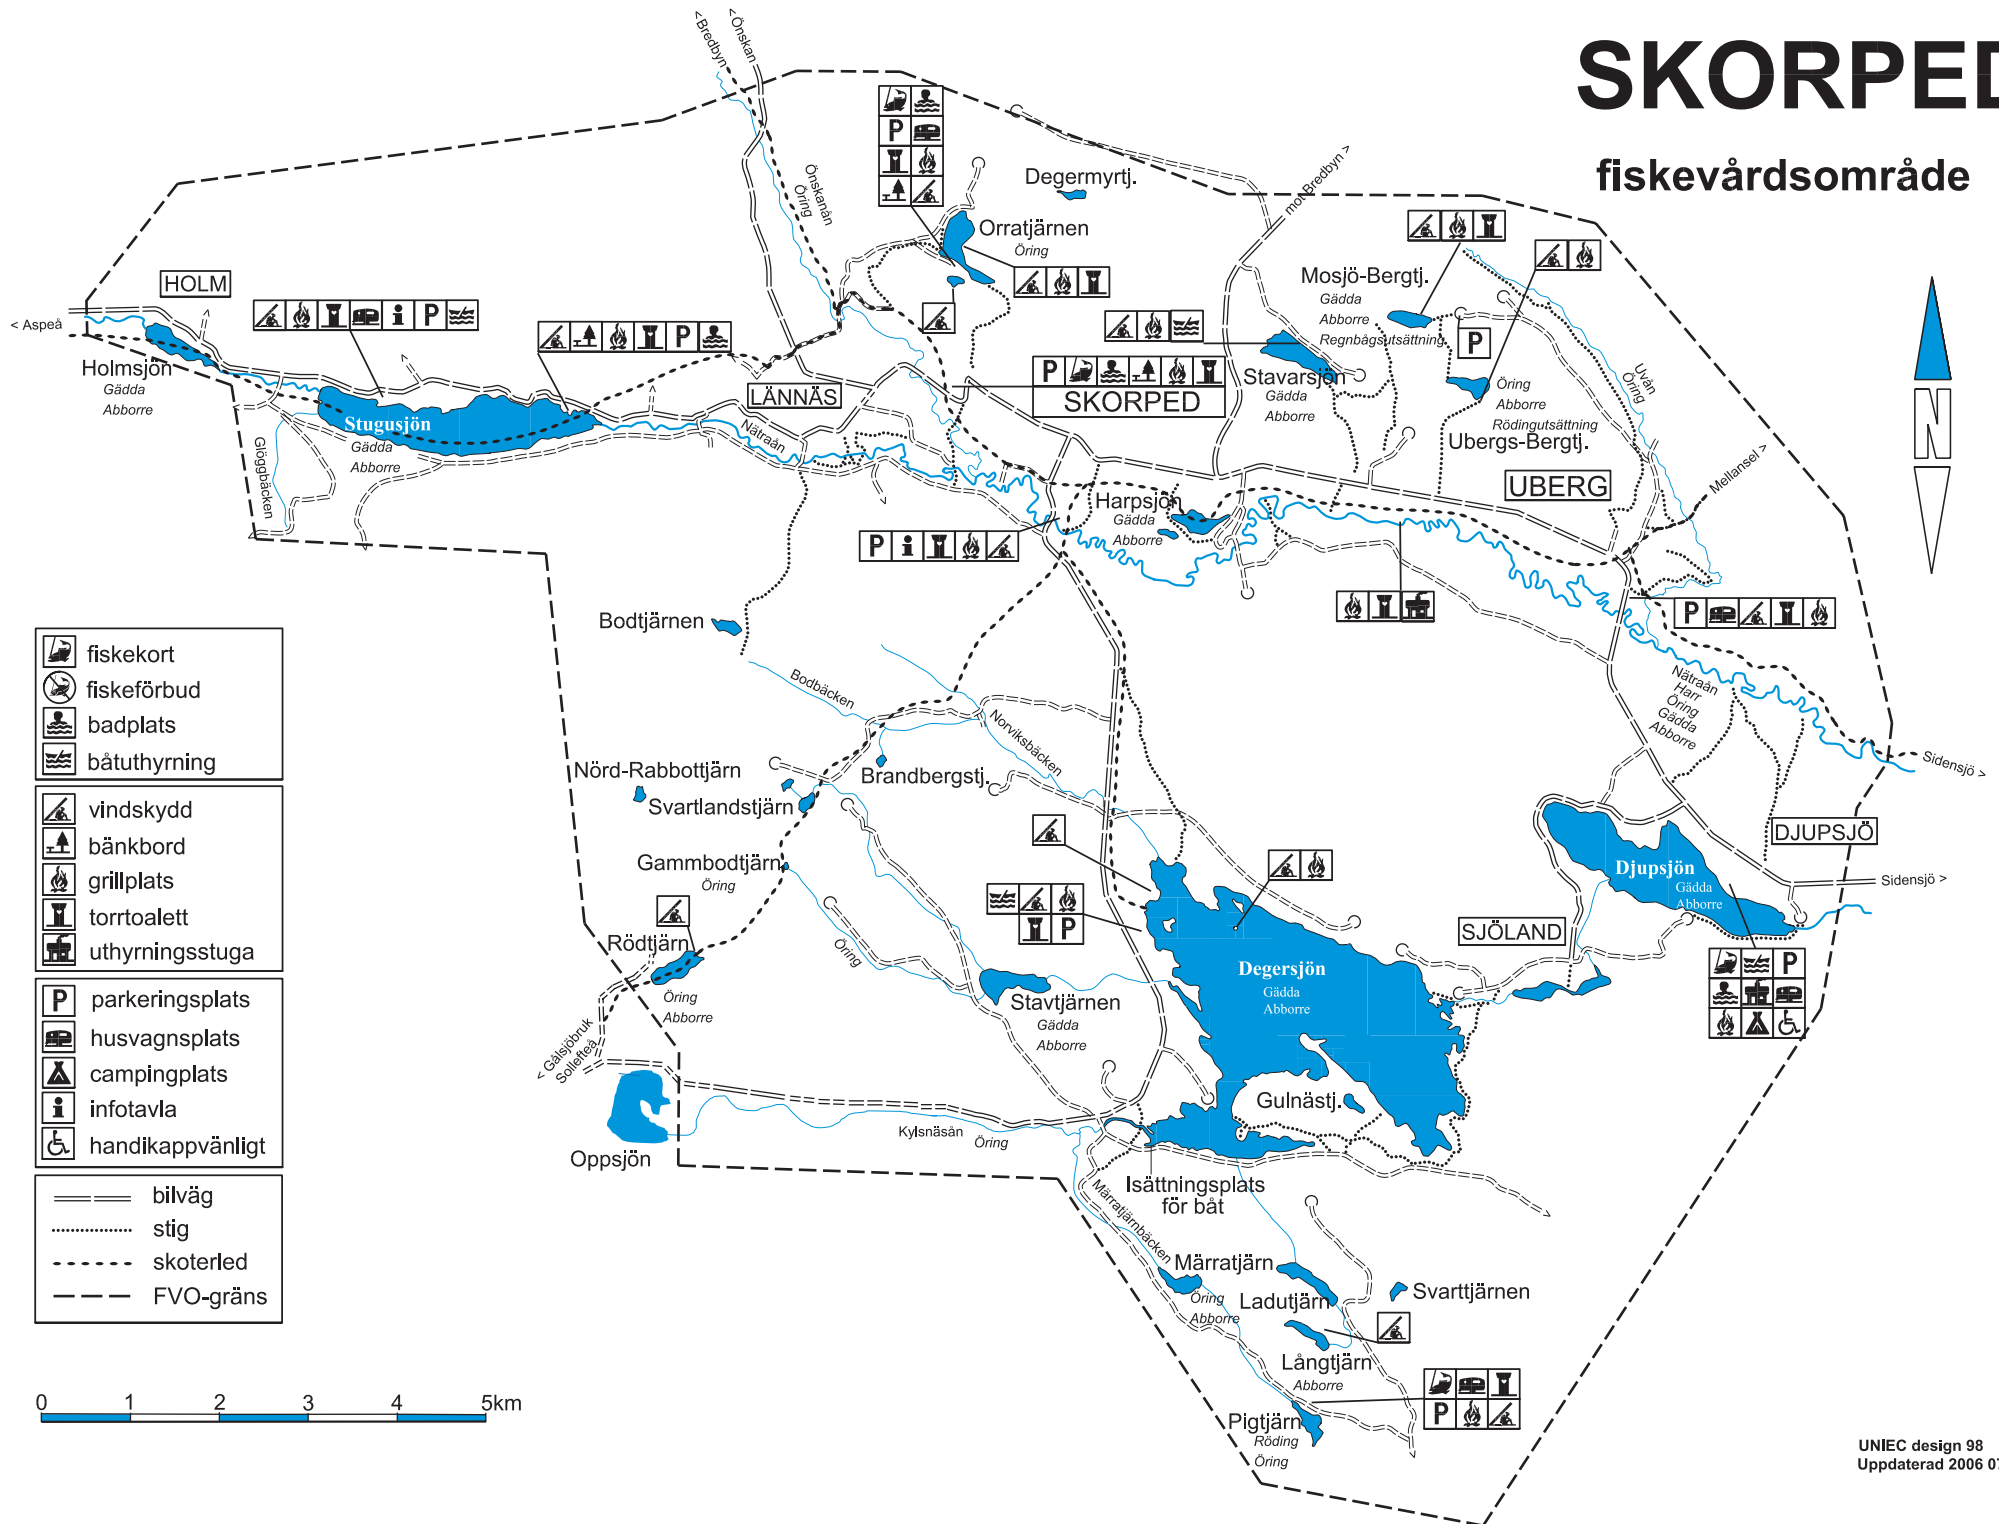 SKORPED
fiskevårdsområde
< Bredbyn
< Önskan
Önskanån
Öring
Degermyrtj.
Orratjärnen
Öring
mot Bredbyn >
Mosjö-Bergtj.
Gädda
Abborre
Regnbågsutsättning
P
HOLM
< Aspeå
Holmsjön
Gädda
Abborre
i P
P
P
Stugusjön
Gädda
Abborre
Glöggbäcken
LÄNNÄS
Nätraån
P
SKORPED
Stavarsjön
Gädda
Abborre
Öring
Abborre
Rödingutsättning
Ubergs-Bergtj.
Uvån
Öring
UBERG
Mellansel >
N
Harpsjön
Gädda
Abborre
P i
P
Bodtjärnen
Bodbäcken
Norviksbäcken
Nätraån
Harr
Öring
Gädda
Abborre
Sidensjö >
Nörd-Rabbottjärn
Svartlandstjärn
Brandbergstj.
Gammbodtjärn
Öring
Öring
Rödtjärn
Öring
Abborre
P
Degersjön
Gädda
Abborre
Stavtjärnen
Gädda
Abborre
DJUPSJÖ
Djupsjön
Gädda
Abborre
Sidensjö >
SJÖLAND
P
< Gålsjöbruk
Sollefteå
Oppsjön
Kylsnäsån
Öring
Gulnästj.
Isättningsplats
för båt
Märratjärnbäcken
Märratjärn
Öring
Abborre
Ladutjärn
Svarttjärnen
Långtjärn
Abborre
Pigtjärn
Röding
Öring
P
fiskekort
fiskeförbud
badplats
båtuthyrning
vindskydd
bänkbord
grillplats
torrtoalett
uthyrningsstuga
P parkeringsplats
husvagnsplats
campingplats
i infotavla
handikappvänligt
bilväg
stig
skoterled
FVO-gräns
0 1 2 3 4 5km
UNIEC design 98
Uppdaterad 2006 07